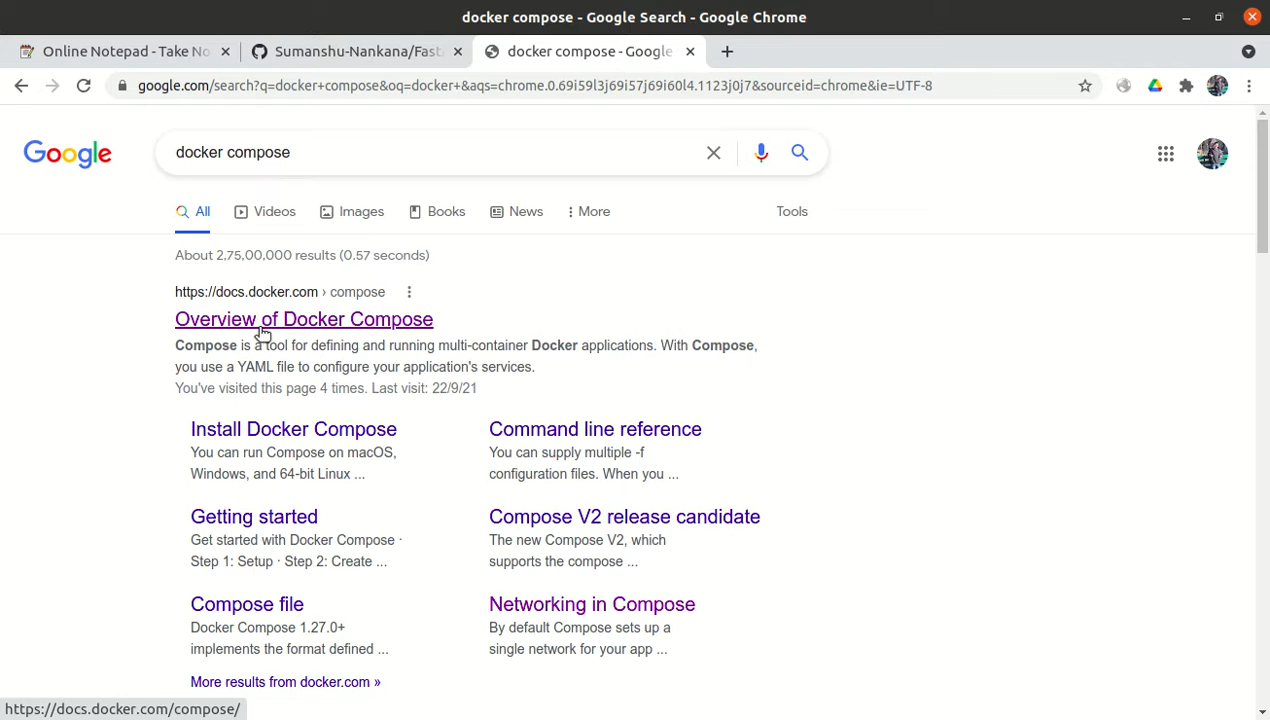 docker compose - Google Search - Google Chrome
Online Notepad - Take No
Sumanshu-Nankana/Fast
docker compose - Google
google.com/search?q=docker+compose&oq=docker+&aqs=chrome.0.69i59l3j69i57j69i60l4.1123j0j7&sourceid=chrome&ie=UTF-8
Google
docker compose
All
Videos
Images
Books
News
More
Tools
About 2,75,00,000 results (0.57 seconds)
https://docs.docker.com › compose
Overview of Docker Compose
Compose is a tool for defining and running multi-container Docker applications. With Compose,
you use a YAML file to configure your application's services.
You've visited this page 4 times. Last visit: 22/9/21
Install Docker Compose
You can run Compose on macOS,
Windows, and 64-bit Linux ...
Command line reference
You can supply multiple -f
configuration files. When you ...
Getting started
Get started with Docker Compose ·
Step 1: Setup · Step 2: Create ...
Compose V2 release candidate
The new Compose V2, which
supports the compose ...
Compose file
Docker Compose 1.27.0+
implements the format defined ...
Networking in Compose
By default Compose sets up a
single network for your app ...
More results from docker.com »
https://docs.docker.com/compose/